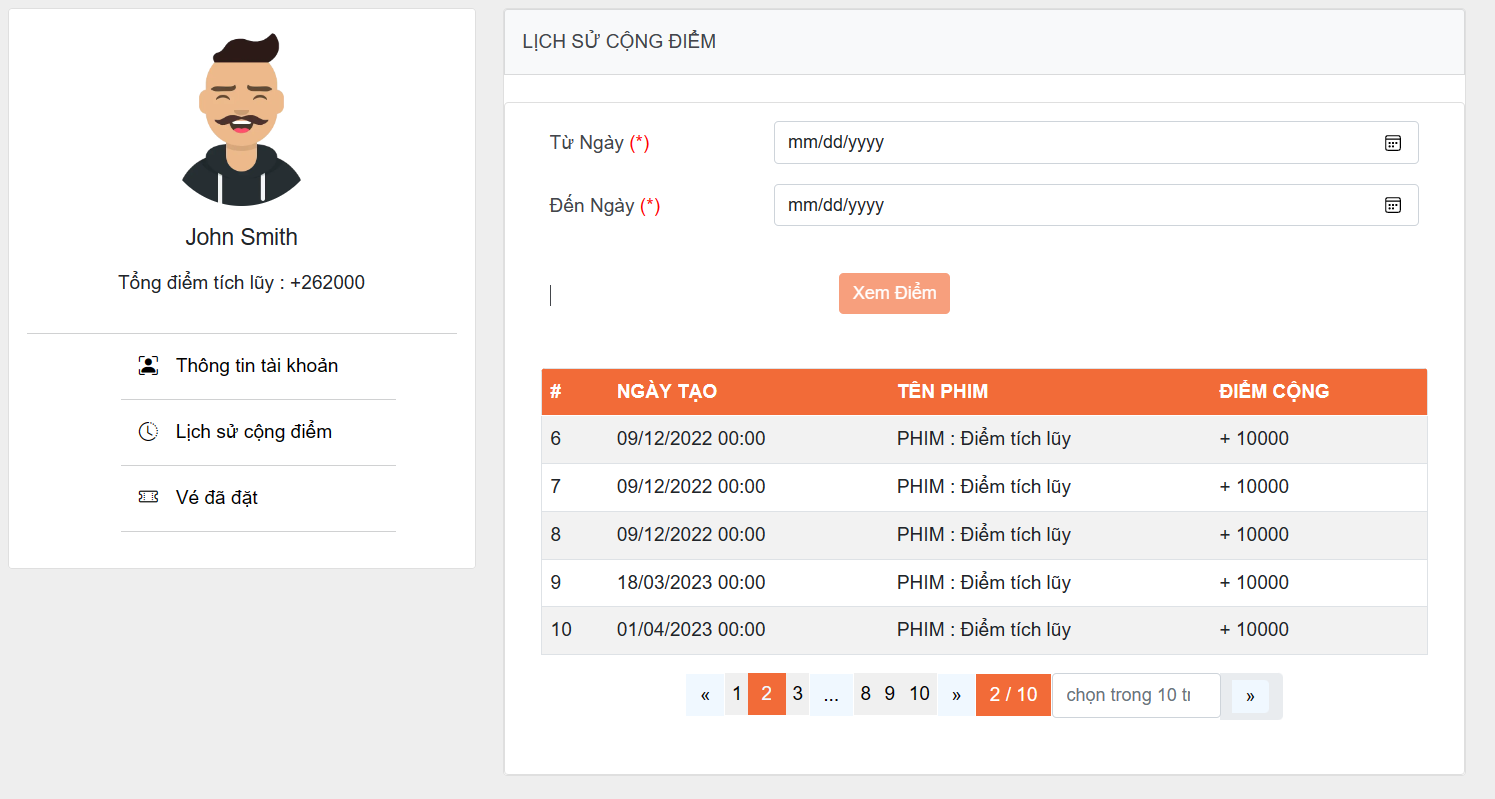 John Smith
Tổng điểm tích lũy : +262000
Thông tin tài khoản
Lịch sử cộng điểm
Vé đã đặt
LỊCH SỬ CỘNG ĐIỂM
Từ Ngày (*) mm/dd/yyyy
Đến Ngày (*) mm/dd/yyyy
Xem Điểm
# NGÀY TẠO TÊN PHIM ĐIỂM CỘNG
6 09/12/2022 00:00 PHIM : Điểm tích lũy + 10000
7 09/12/2022 00:00 PHIM : Điểm tích lũy + 10000
8 09/12/2022 00:00 PHIM : Điểm tích lũy + 10000
9 18/03/2023 00:00 PHIM : Điểm tích lũy + 10000
10 01/04/2023 00:00 PHIM : Điểm tích lũy + 10000
« 1 2 3 ... 8 9 10 » 2 / 10 chọn trong 10 »